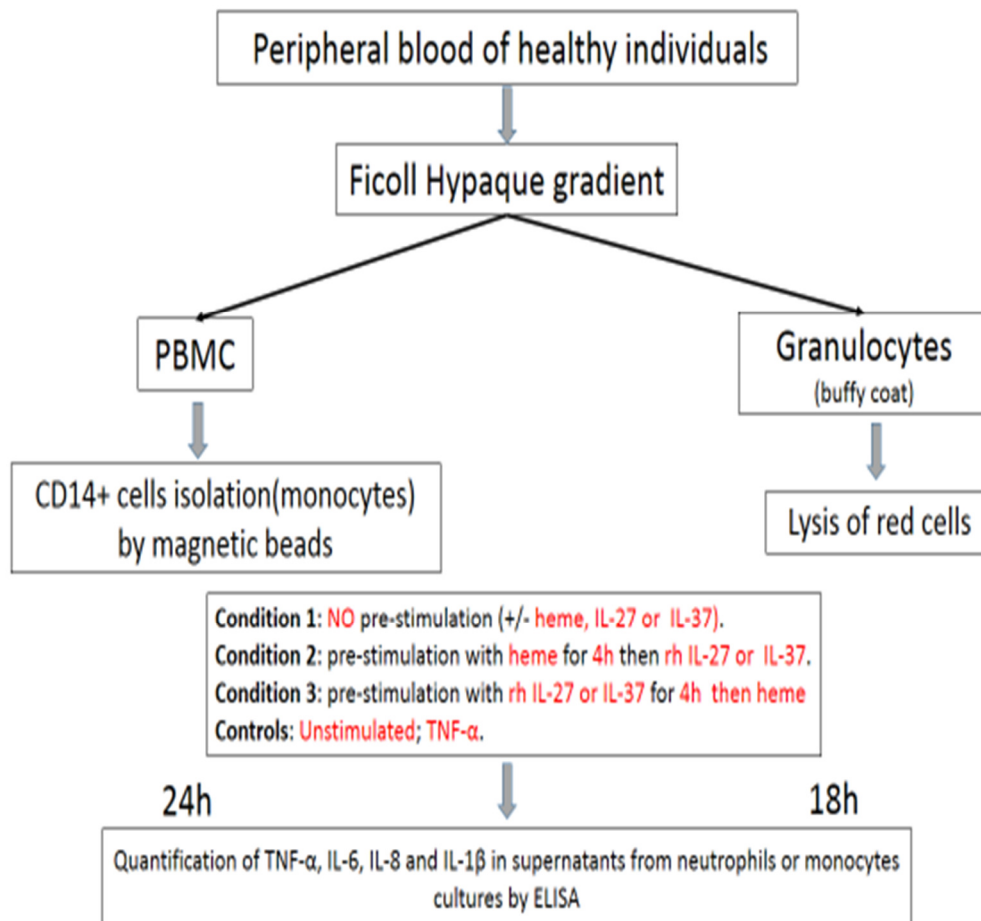 Peripheral blood of healthy individuals
Ficoll Hypaque gradient
PBMC
Granulocytes
(buffy coat)
CD14+ cells isolation(monocytes)
by magnetic beads
Lysis of red cells
Condition 1: NO pre-stimulation (+/- heme, IL-27 or IL-37).
Condition 2: pre-stimulation with heme for 4h then rh IL-27 or IL-37.
Condition 3: pre-stimulation with rh IL-27 or IL-37 for 4h then heme
Controls: Unstimulated; TNF-α.
24h
18h
Quantification of TNF-α, IL-6, IL-8 and IL-1β in supernatants from neutrophils or monocytes
cultures by ELISA